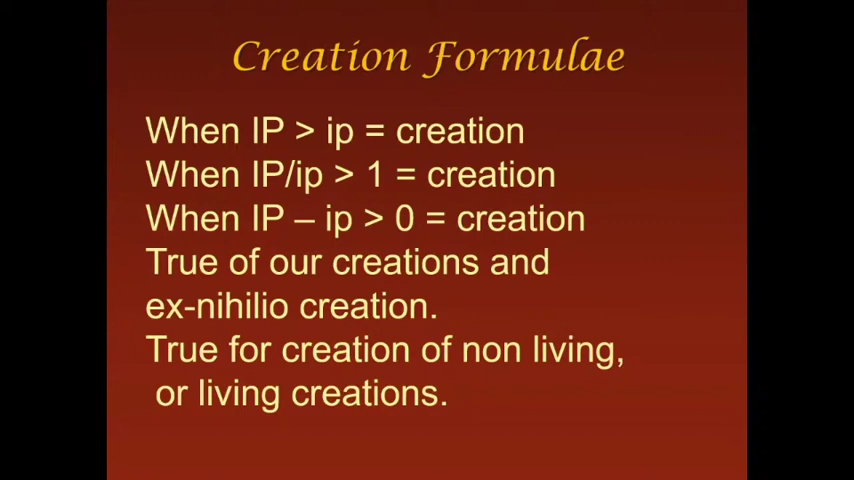 Creation Formulae
When IP > ip = creation
When IP/ip > 1 = creation
When IP – ip > 0 = creation
True of our creations and
ex-nihilio creation.
True for creation of non living,
or living creations.